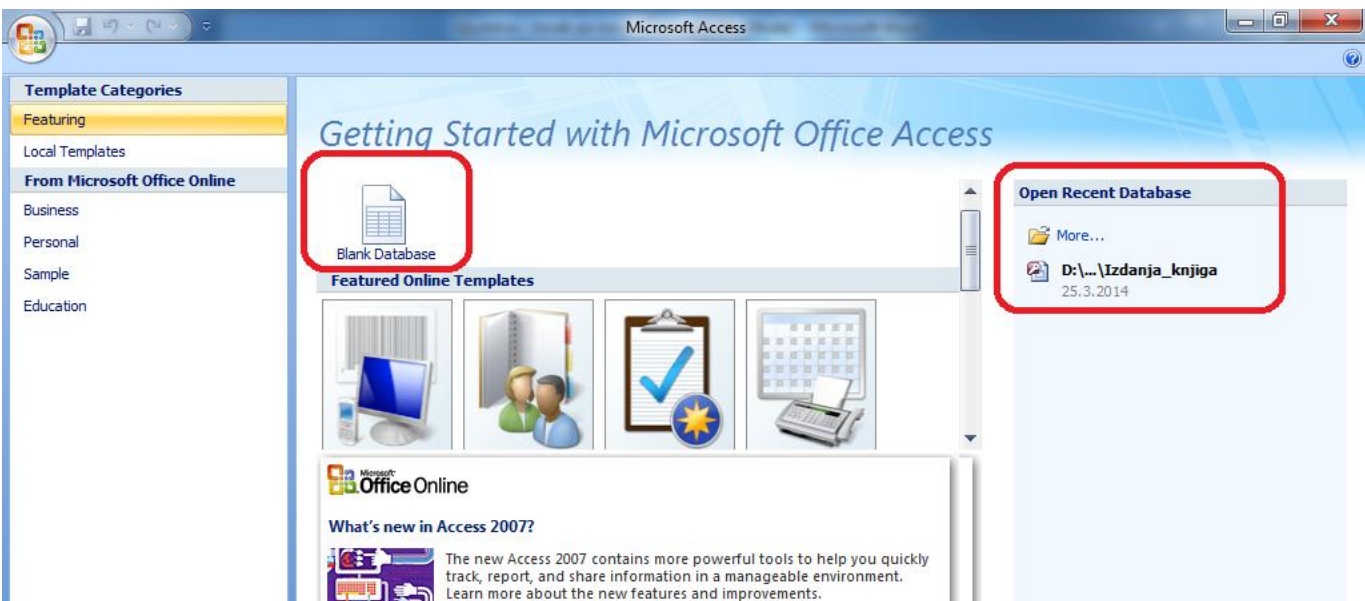 Microsoft Access
Template Categories
Featuring
Local Templates
From Microsoft Office Online
Business
Personal
Sample
Education
Getting Started with Microsoft Office Access
Blank Database
Featured Online Templates
Microsoft
Office Online
What's new in Access 2007?
The new Access 2007 contains more powerful tools to help you quickly
track, report, and share information in a manageable environment.
Learn more about the new features and improvements.
Open Recent Database
More...
D:\...\Izdanja_knjiga
25.3.2014